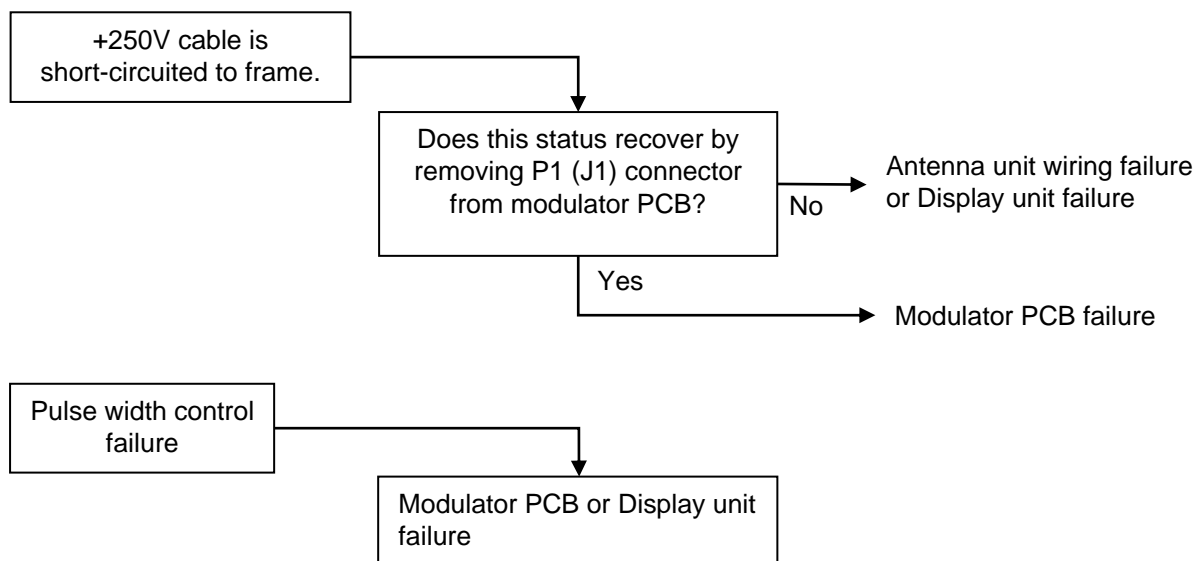 +250V cable is
short-circuited to frame.
Does this status recover by
removing P1 (J1) connector
from modulator PCB?
No
Antenna unit wiring failure
or Display unit failure
Yes
Modulator PCB failure
Pulse width control
failure
Modulator PCB or Display unit
failure